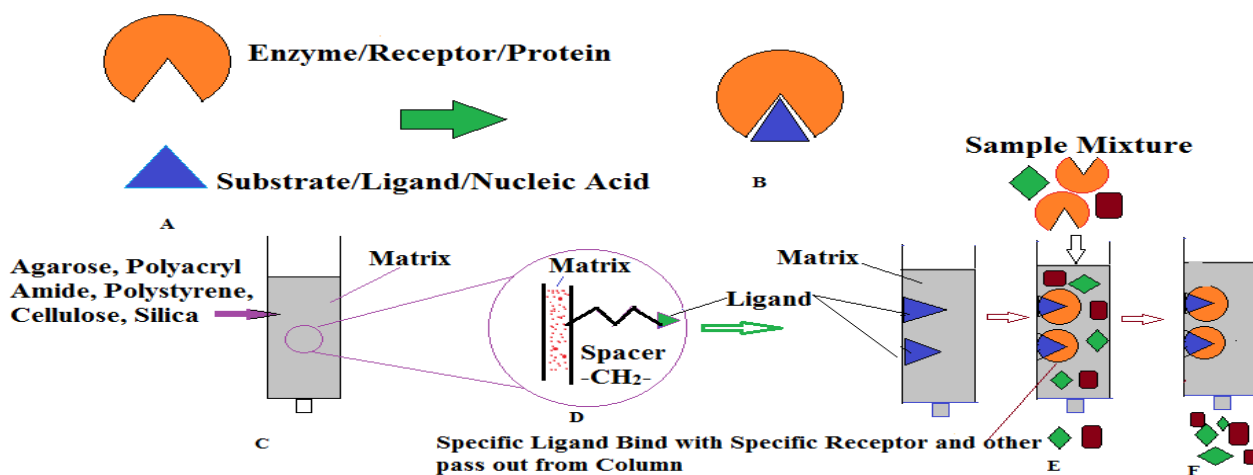 Enzyme/Receptor/Protein
Substrate/Ligand/Nucleic Acid
A
B
Sample Mixture
Agarose, Polyacryl
Amide, Polystyrene,
Cellulose, Silica
Matrix
C
Matrix
Spacer
-CH2-
D
Ligand
Matrix
Specific Ligand Bind with Specific Receptor and other
pass out from Column
E
F